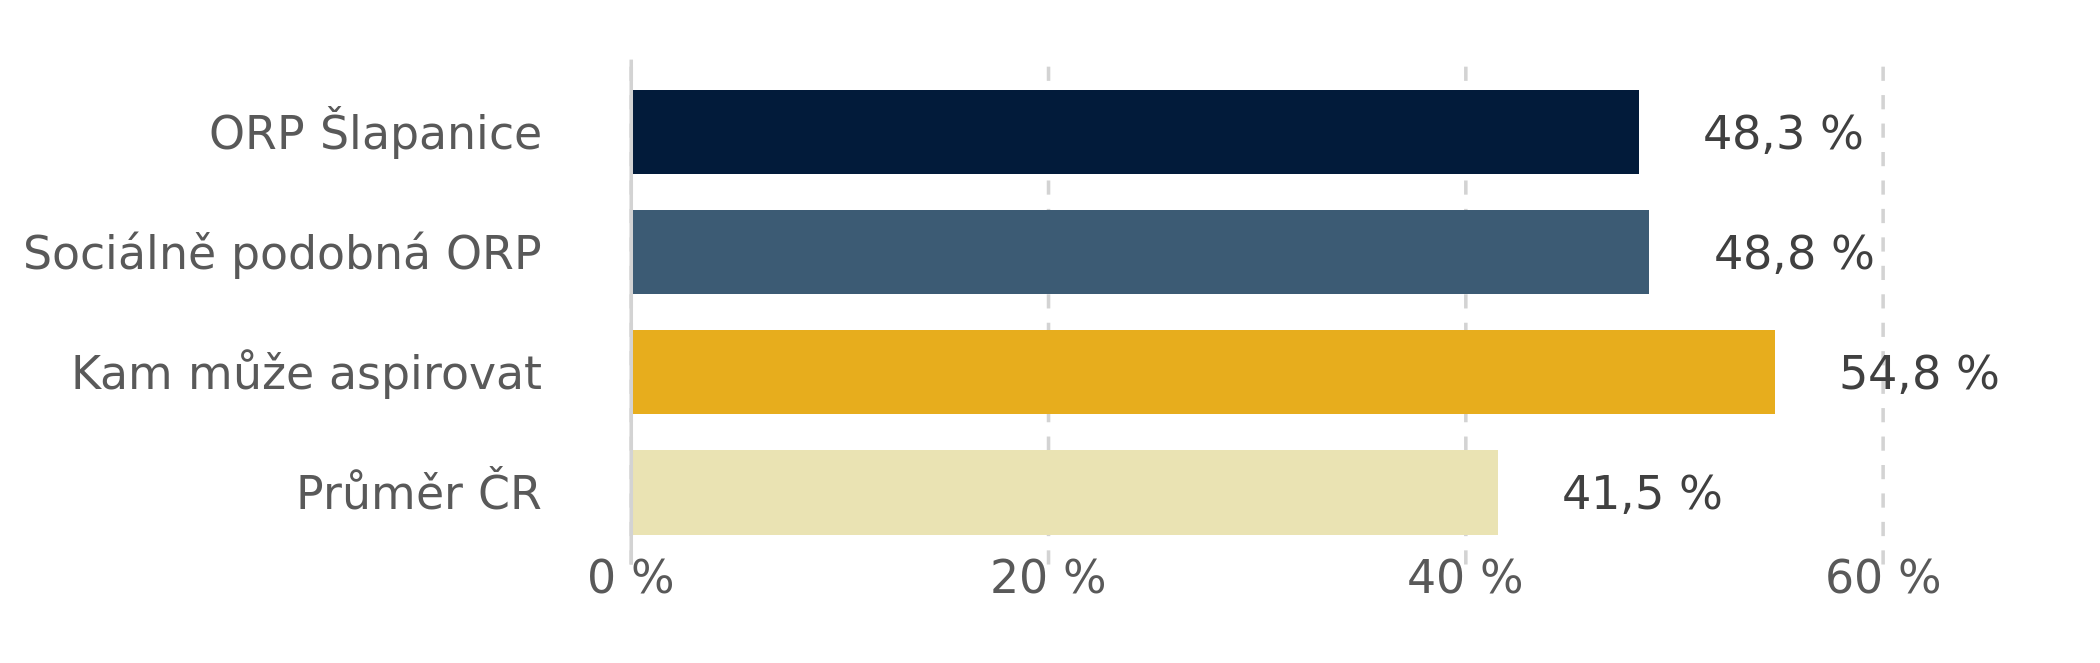 ORP Šlapanice 48,3 %
Sociálně podobná ORP 48,8 %
Kam může aspirovat 54,8 %
Průměr ČR 41,5 %
0 % 20 % 40 % 60 %